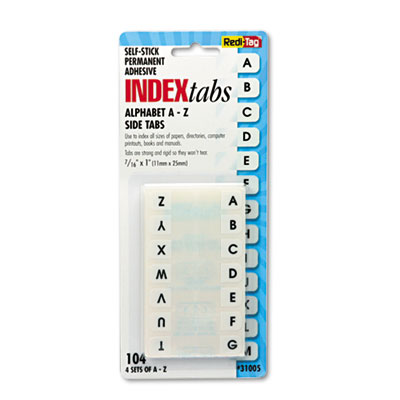 SELF-STICK
PERMANENT
ADHESIVE
Redi-Tag
INDEXtabs
ALPHABET A - Z
SIDE TABS
Use to index all sizes of papers, directories, computer
printouts, books and manuals.
Tabs are strong and rigid so they won't tear.
7/16" x 1" (11mm x 25mm)
A
B
C
D
E
F
G
H
I
J
K
L
M
Z
Y
X
W
V
U
T
A
B
C
D
E
F
G
104
4 SETS OF A - Z
#31005